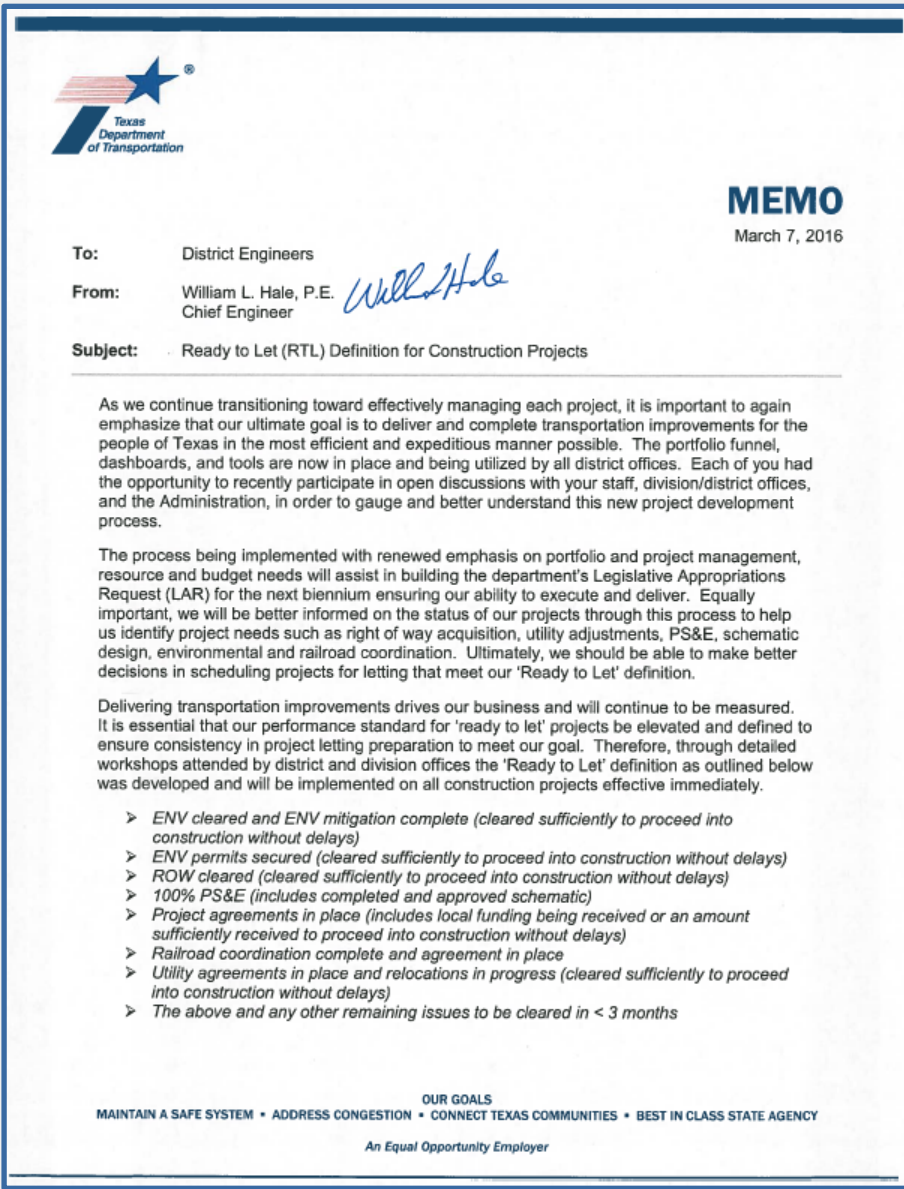 ®
Texas
Department
of Transportation
MEMO
March 7, 2016
To: District Engineers
From: William L. Hale, P.E.
Chief Engineer
Subject: Ready to Let (RTL) Definition for Construction Projects
As we continue transitioning toward effectively managing each project, it is important to again
emphasize that our ultimate goal is to deliver and complete transportation improvements for the
people of Texas in the most efficient and expeditious manner possible. The portfolio funnel,
dashboards, and tools are now in place and being utilized by all district offices. Each of you had
the opportunity to recently participate in open discussions with your staff, division/district offices,
and the Administration, in order to gauge and better understand this new project development
process.
The process being implemented with renewed emphasis on portfolio and project management,
resource and budget needs will assist in building the department's Legislative Appropriations
Request (LAR) for the next biennium ensuring our ability to execute and deliver. Equally
important, we will be better informed on the status of our projects through this process to help
us identify project needs such as right of way acquisition, utility adjustments, PS&E, schematic
design, environmental and railroad coordination. Ultimately, we should be able to make better
decisions in scheduling projects for letting that meet our 'Ready to Let' definition.
Delivering transportation improvements drives our business and will continue to be measured.
It is essential that our performance standard for 'ready to let' projects be elevated and defined to
ensure consistency in project letting preparation to meet our goal. Therefore, through detailed
workshops attended by district and division offices the 'Ready to Let' definition as outlined below
was developed and will be implemented on all construction projects effective immediately.
➢ ENV cleared and ENV mitigation complete (cleared sufficiently to proceed into
construction without delays)
➢ ENV permits secured (cleared sufficiently to proceed into construction without delays)
➢ ROW cleared (cleared sufficiently to proceed into construction without delays)
➢ 100% PS&E (includes completed and approved schematic)
➢ Project agreements in place (includes local funding being received or an amount
sufficiently received to proceed into construction without delays)
➢ Railroad coordination complete and agreement in place
➢ Utility agreements in place and relocations in progress (cleared sufficiently to proceed
into construction without delays)
➢ The above and any other remaining issues to be cleared in < 3 months
OUR GOALS
MAINTAIN A SAFE SYSTEM • ADDRESS CONGESTION • CONNECT TEXAS COMMUNITIES • BEST IN CLASS STATE AGENCY
An Equal Opportunity Employer